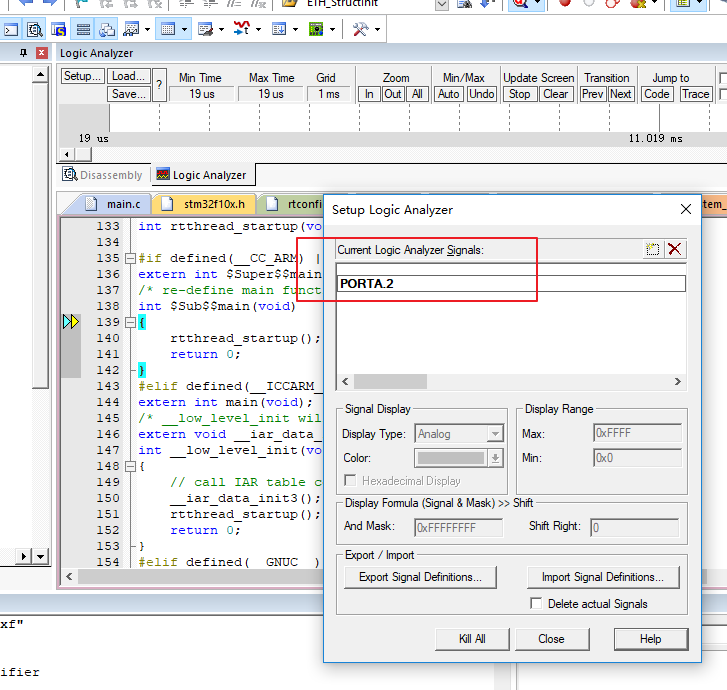 ETH_StructInit
Logic Analyzer
Setup... Load... Save... ? Min Time Max Time Grid Zoom Min/Max Update Screen Transition Jump to
19 us 19 us 1 ms In Out All Auto Undo Stop Clear Prev Next Code Trace
19 us 11.019 ms
Disassembly Logic Analyzer
main.c stm32f10x.h rtconfi
133 int rtthread_startup(vo
134
135 #if defined(__CC_ARM) |
136 extern int $Super$$main
137 /* re-define main funct
138 int $Sub$$main(void)
139 {
140 rtthread_startup();
141 return 0;
142 }
143 #elif defined(__ICCARM_
144 extern int main(void);
145 /* __low_level_init wil
146 extern void __iar_data_
147 int __low_level_init(vo
148 {
149 // call IAR table c
150 __iar_data_init3();
151 rtthread_startup();
152 return 0;
153 }
154 #elif defined(__GNUC__)
Setup Logic Analyzer
Current Logic Analyzer Signals:
PORTA.2
Signal Display
Display Type: Analog
Color:
Hexadecimal Display
Display Range
Max: 0xFFFF
Min: 0x0
Display Formula (Signal & Mask) >> Shift
And Mask: 0xFFFFFFFF Shift Right: 0
Export / Import
Export Signal Definitions... Import Signal Definitions...
Delete actual Signals
Kill All Close Help
xf"
ifier